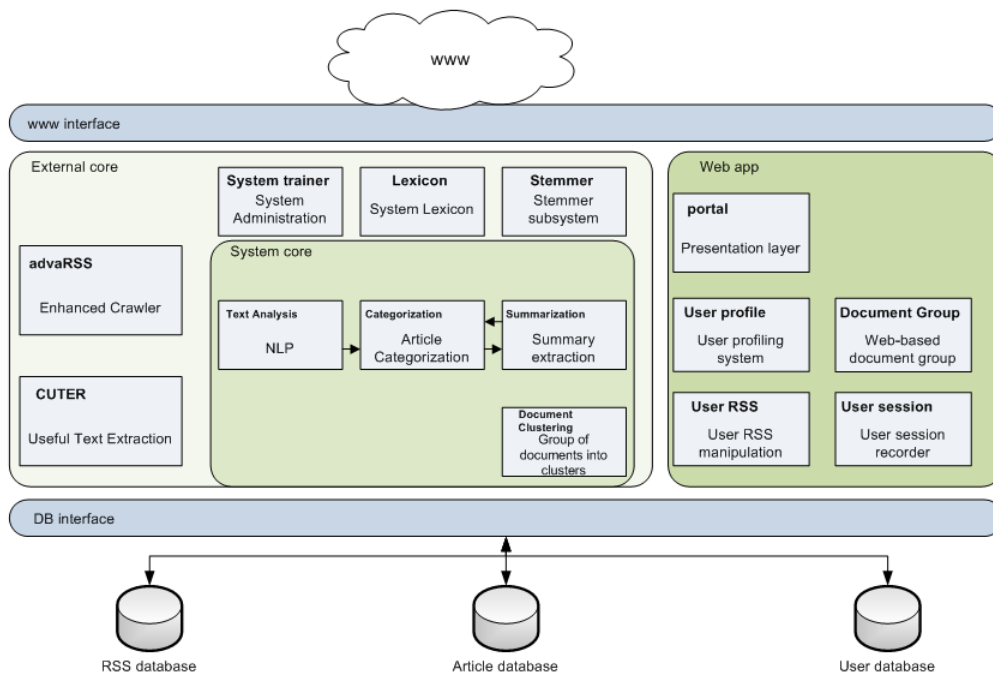 www
www interface
External core
System trainer
System
Administration
Lexicon
System Lexicon
Stemmer
Stemmer
subsystem
advaRSS
Enhanced Crawler
CUTER
Useful Text Extraction
System core
Text Analysis
NLP
Categorization
Article
Categorization
Summarization
Summary
extraction
Document
Clustering
Group of
documents into
clusters
Web app
portal
Presentation layer
User profile
User profiling
system
Document Group
Web-based
document group
User RSS
User RSS
manipulation
User session
User session
recorder
DB interface
RSS database
Article database
User database